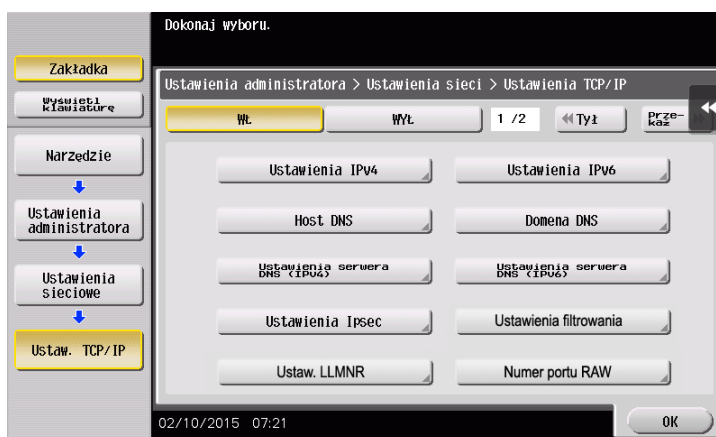 Dokonaj wyboru.
Zakładka
Wyświetl
klawiaturę
Ustawienia administratora > Ustawienia sieci > Ustawienia TCP/IP
WŁ
WYŁ
1 /2
Tył
Prze-
każ
Narzędzie
Ustawienia
administratora
Ustawienia
sieciowe
Ustaw. TCP/IP
Ustawienia IPv4
Ustawienia IPv6
Host DNS
Domena DNS
Ustawienia serwera
DNS (IPv4)
Ustawienia serwera
DNS (IPv6)
Ustawienia Ipsec
Ustawienia filtrowania
Ustaw. LLMNR
Numer portu RAW
02/10/2015 07:21
OK